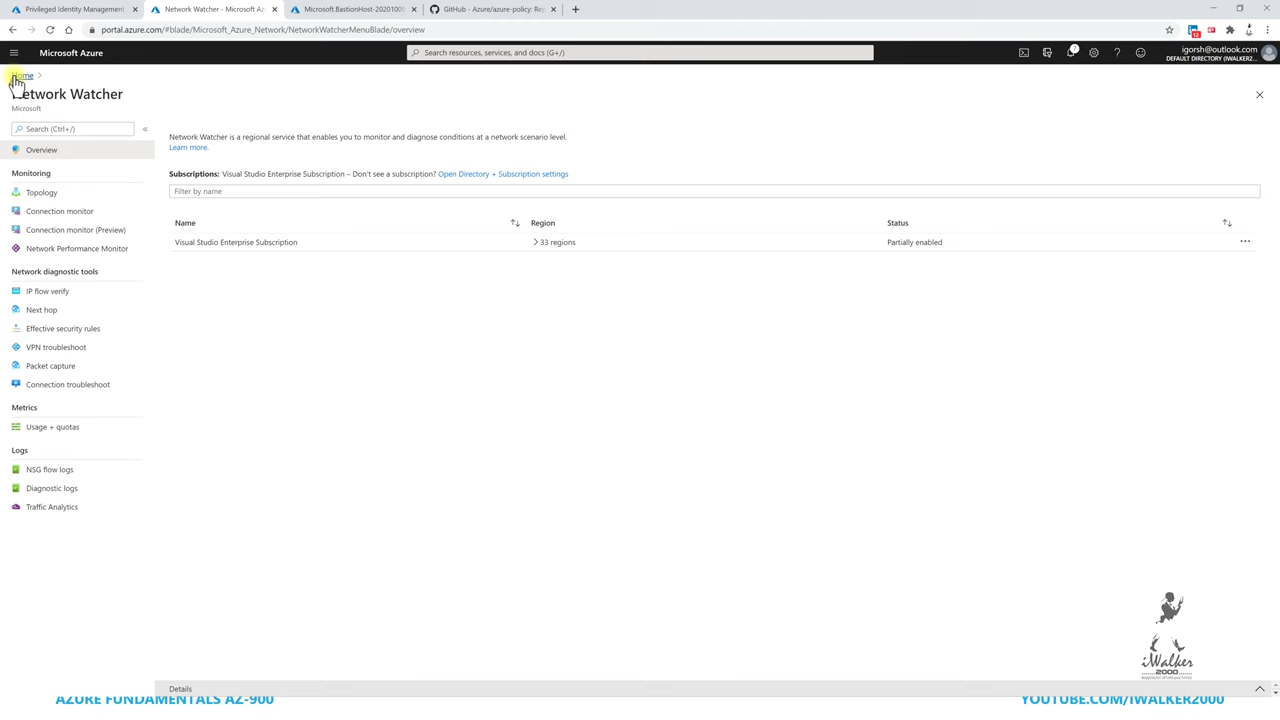 Privileged Identity Management
Network Watcher - Microsoft Az
Microsoft.BastionHost-20201009
GitHub - Azure/azure-policy: Re
portal.azure.com/#blade/Microsoft_Azure_Network/NetworkWatcherMenuBlade/overview
12
Microsoft Azure
Search resources, services, and docs (G+/)
7
igorsh@outlook.com
DEFAULT DIRECTORY (IWALKER2...
Home
Network Watcher
Microsoft
Search (Ctrl+/)
Overview
Monitoring
Topology
Connection monitor
Connection monitor (Preview)
Network Performance Monitor
Network diagnostic tools
IP flow verify
Next hop
Effective security rules
VPN troubleshoot
Packet capture
Connection troubleshoot
Metrics
Usage + quotas
Logs
NSG flow logs
Diagnostic logs
Traffic Analytics
Network Watcher is a regional service that enables you to monitor and diagnose conditions at a network scenario level.
Learn more.
Subscriptions: Visual Studio Enterprise Subscription – Don't see a subscription? Open Directory + Subscription settings
Filter by name
Name Region Status
Visual Studio Enterprise Subscription 33 regions Partially enabled
Details
iWalker
2000
AZURE FUNDAMENTALS AZ-900
YOUTUBE.COM/IWALKER2000